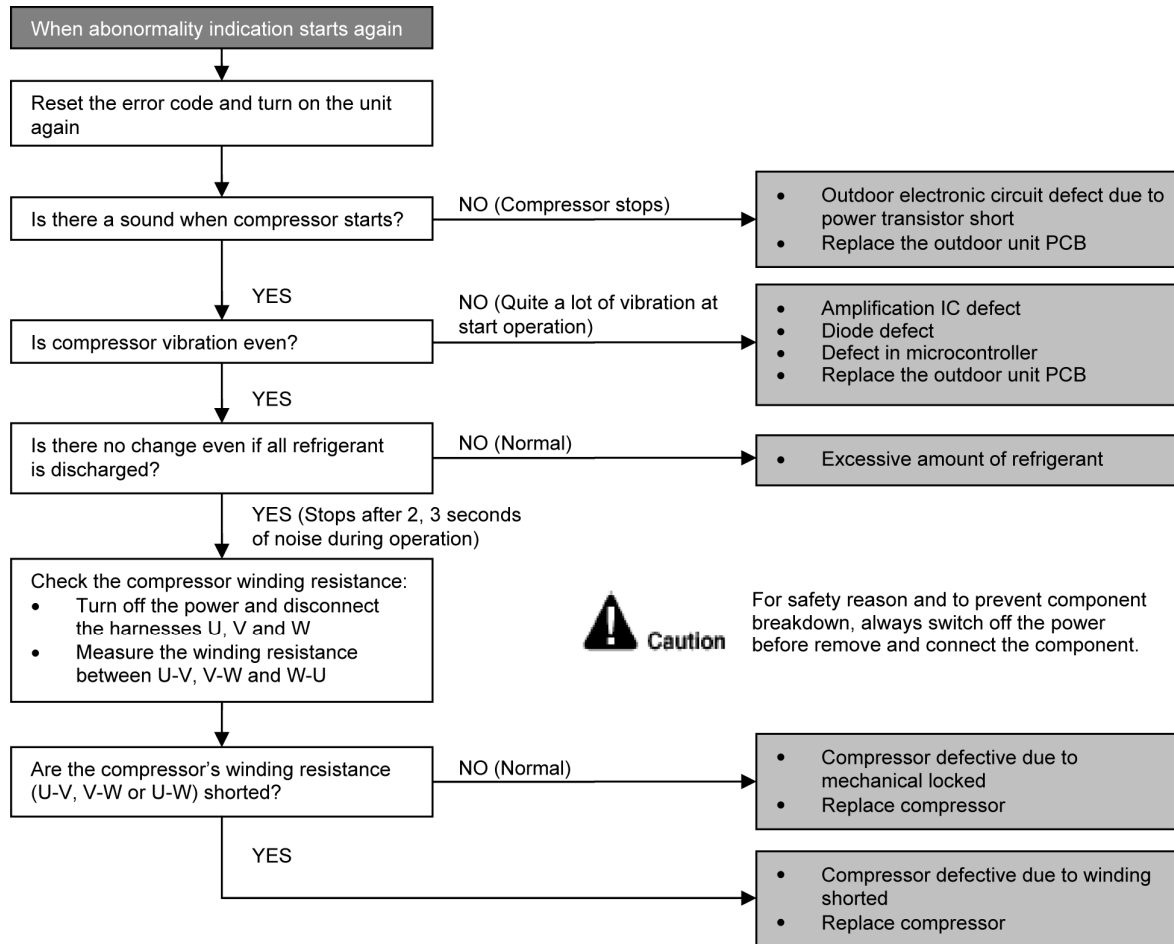 When abonormality indication starts again
Reset the error code and turn on the unit
again
Is there a sound when compressor starts?
NO (Compressor stops)
• Outdoor electronic circuit defect due to
power transistor short
• Replace the outdoor unit PCB
YES
NO (Quite a lot of vibration at
start operation)
Is compressor vibration even?
• Amplification IC defect
• Diode defect
• Defect in microcontroller
• Replace the outdoor unit PCB
YES
Is there no change even if all refrigerant
is discharged?
NO (Normal)
• Excessive amount of refrigerant
YES (Stops after 2, 3 seconds
of noise during operation)
Check the compressor winding resistance:
• Turn off the power and disconnect
the harnesses U, V and W
• Measure the winding resistance
between U-V, V-W and W-U
Caution
For safety reason and to prevent component
breakdown, always switch off the power
before remove and connect the component.
Are the compressor's winding resistance
(U-V, V-W or U-W) shorted?
NO (Normal)
• Compressor defective due to
mechanical locked
• Replace compressor
YES
• Compressor defective due to winding
shorted
• Replace compressor